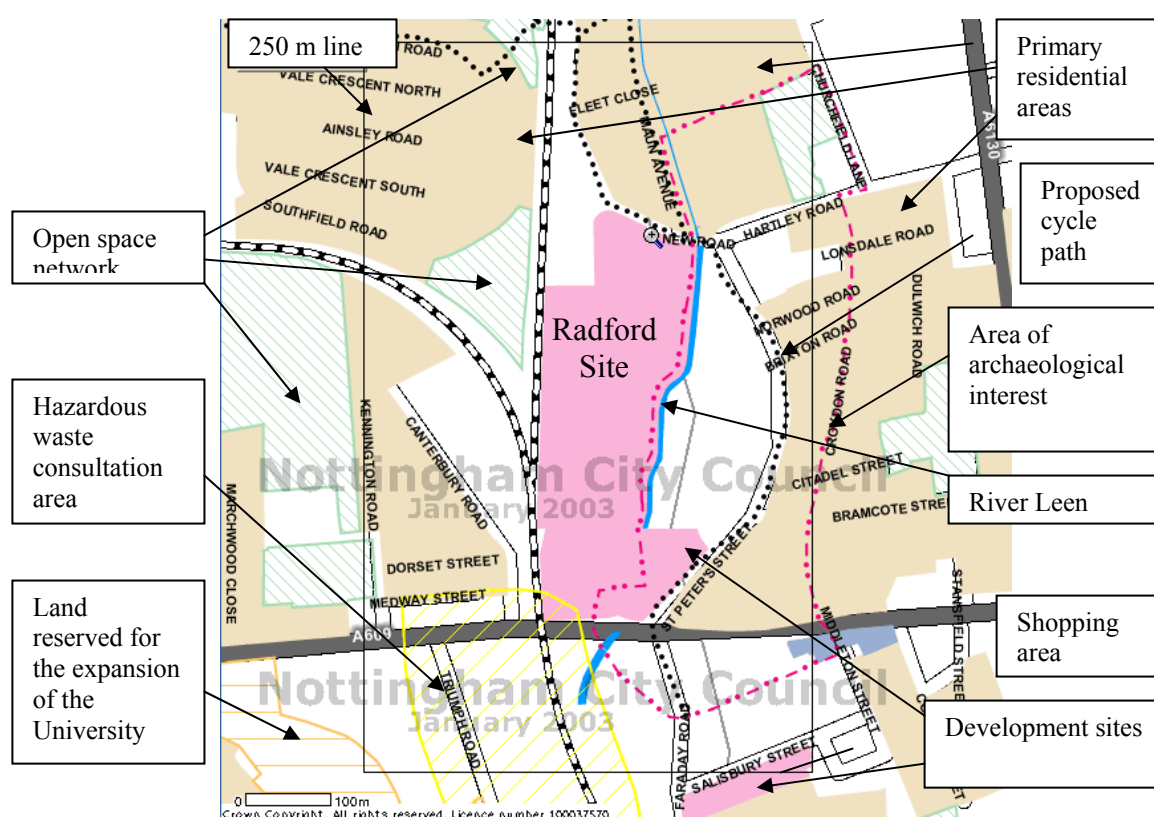 250 m line
ROAD
VALE CRESCENT NORTH
AINSLEY ROAD
VALE CRESCENT SOUTH
SOUTHFIELD ROAD
FLEET CLOSE
MAUN AVENUE
CHURCHFIELD LANE
A6130
Primary
residential
areas
Open space
network
Proposed
cycle
path
NEW ROAD
HARTLEY ROAD
LONSDALE ROAD
NORWOOD ROAD
BRIXTON ROAD
DULWICH ROAD
CROYDON ROAD
Radford
Site
Area of
archaeological
interest
Hazardous
waste
consultation
area
KENNINGTON ROAD
CANTERBURY ROAD
MARCHWOOD CLOSE
CITADEL STREET
BRAMCOTE STREE
Nottingham City Council
January 2003
River Leen
DORSET STREET
MEDWAY STREET
ST PETER'S STREET
STANSFIELD STREE
A609
Land
reserved for
the expansion
of the
University
Shopping
area
MIDDLETON STREET
TRIUMPH ROAD
Nottingham City Council
January 2003
FARADAY ROAD
SALISBURY STREET
Development sites
0
100m
Crown Copyright. All rights reserved. Licence number 100037570